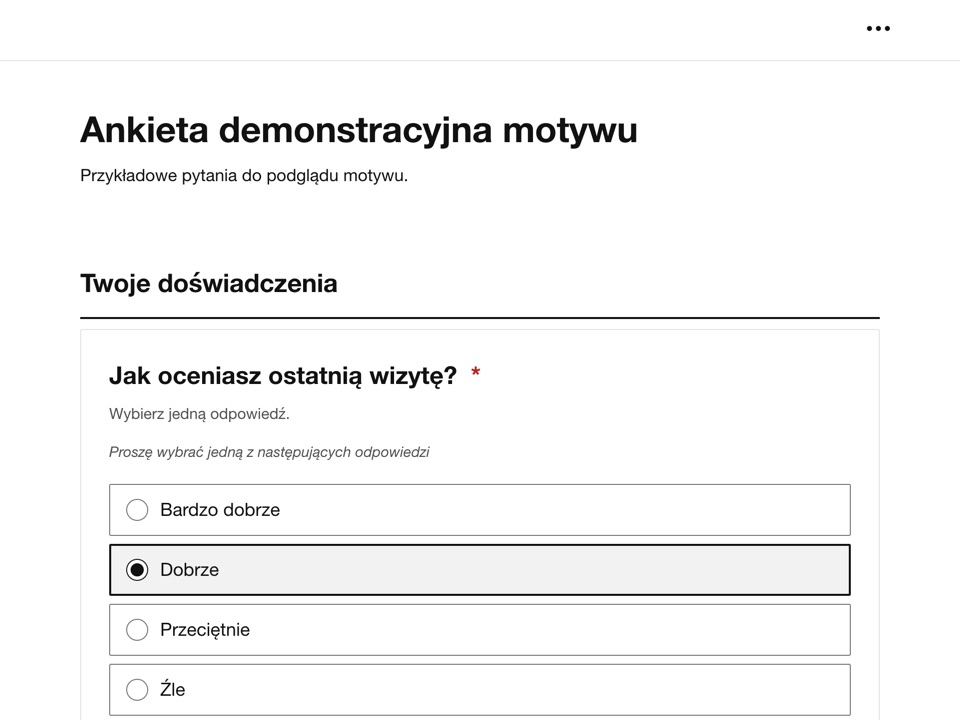 Ankieta demonstracyjna motywu
Przykładowe pytania do podglądu motywu.
Twoje doświadczenia
Jak oceniasz ostatnią wizytę? *
Wybierz jedną odpowiedź.
Proszę wybrać jedną z następujących odpowiedzi
Bardzo dobrze
Dobrze
Przeciętnie
Źle